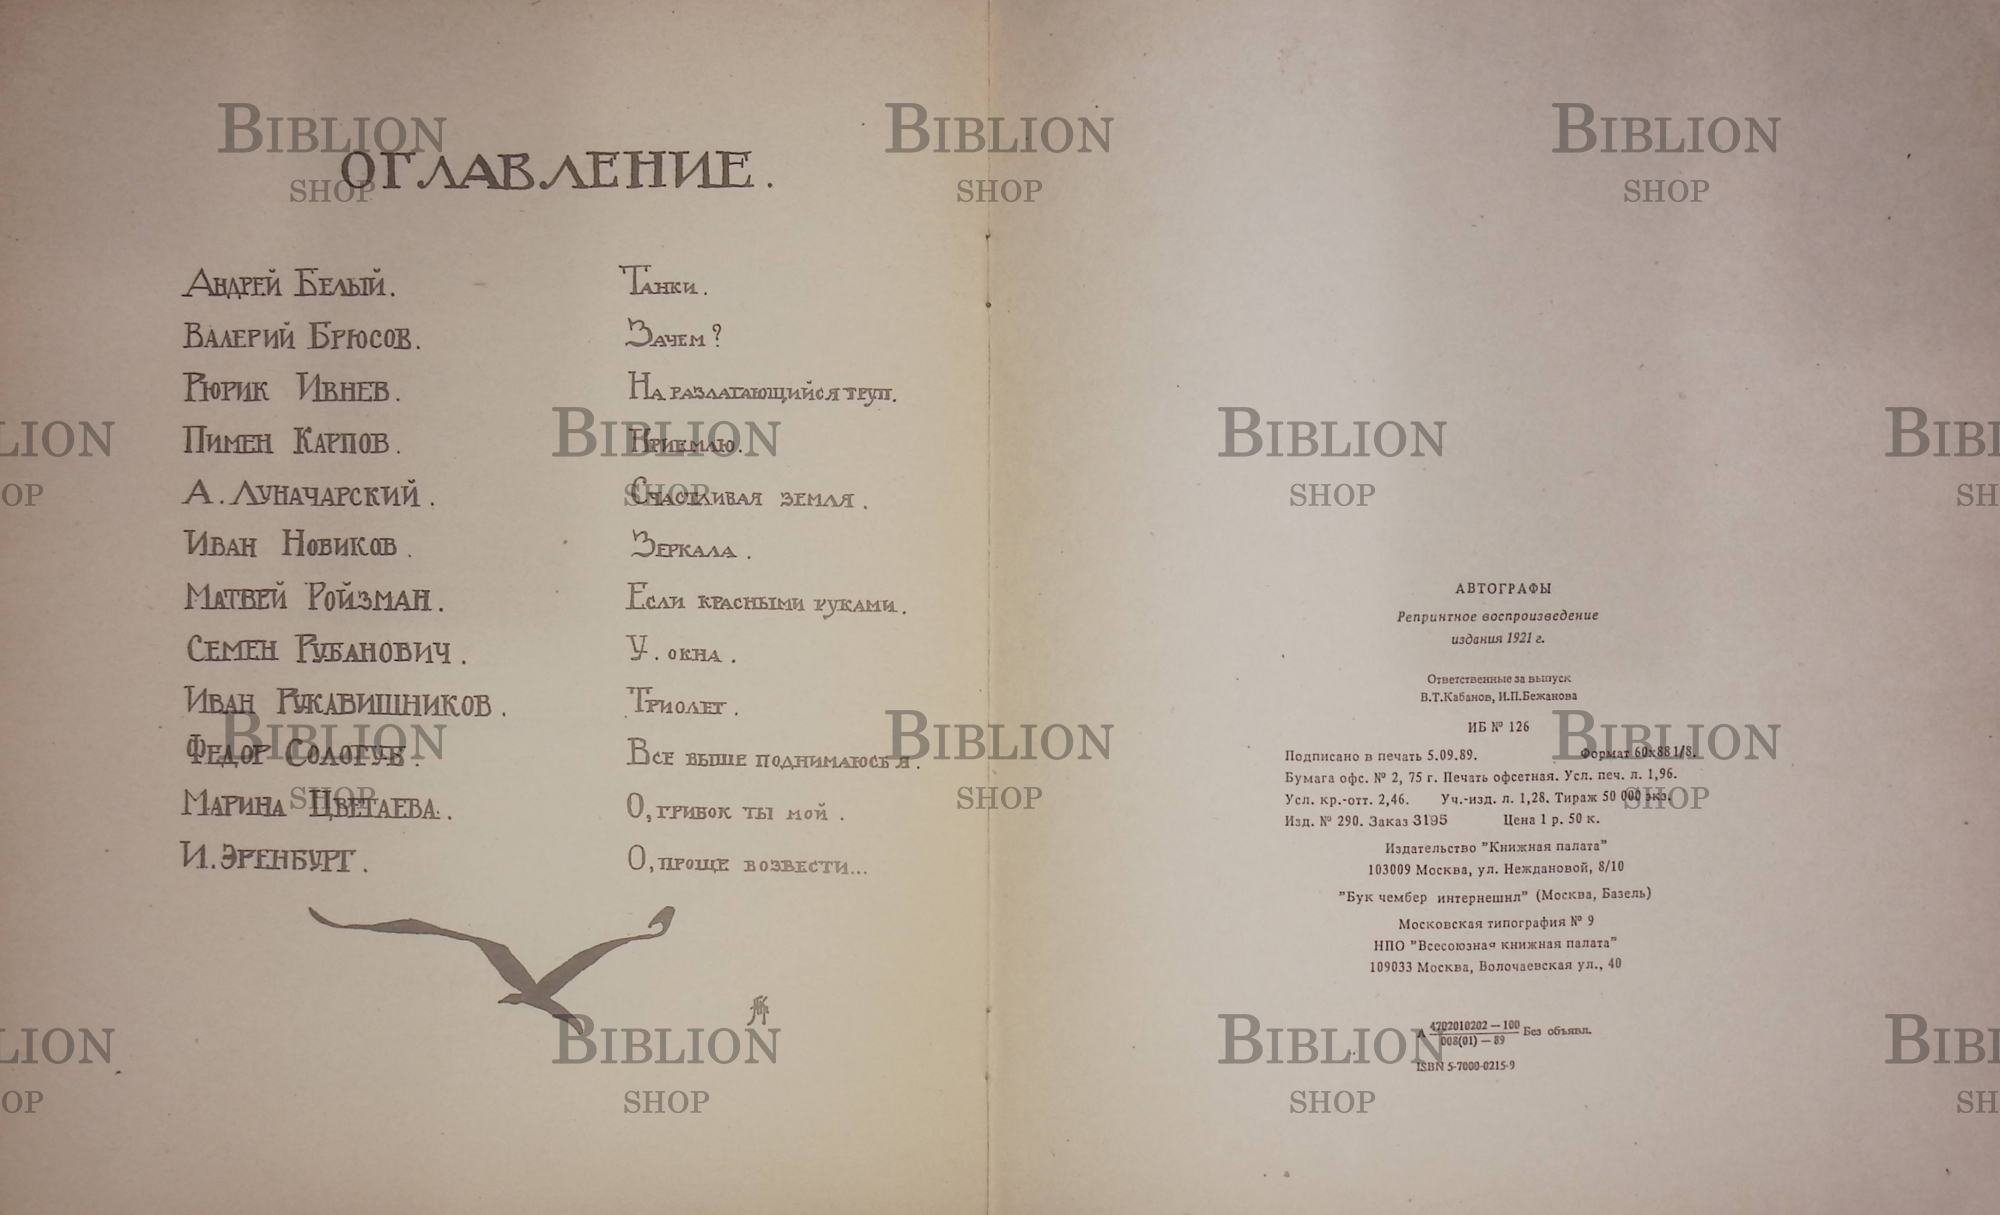 ОГЛАВЛЕНИЕ.
Андрей Белый. Танки.
Валерий Брюсов. Зачем?
Рюрик Ивнев. На разлагающийся труп.
Пимен Карпов. Приемлю.
А. Луначарский. Счастливая земля.
Иван Новиков. Зеркала.
Матвей Ройзман. Если красными руками.
Семен Рубанович. У. окна.
Иван Рукавишников. Триолет.
Федор Сологуб. Все выше поднимаюсь я.
Марина Цветаева. О, грибок ты мой.
И. Эренбург. О, проще возвести...
АВТОГРАФЫ
Репринтное воспроизведение
издания 1921 г.
Ответственные за выпуск
В.Т.Кабанов, И.П.Бежанова
ИБ № 126
Подписано в печать 5.09.89. Формат 60x88 1/8.
Бумага офс. № 2, 75 г. Печать офсетная. Усл. печ. л. 1,96.
Усл. кр.-отт. 2,46. Уч.-изд. л. 1,28. Тираж 50 000 экз.
Изд. № 290. Заказ 3195 Цена 1 р. 50 к.
Издательство "Книжная палата"
103009 Москва, ул. Неждановой, 8/10
"Бук чембер интернешнл" (Москва, Базель)
Московская типография № 9
НПО "Всесоюзная книжная палата"
109033 Москва, Волочаевская ул., 40
А 4702010202 — 100 Без объявл.
008(01) — 89
ISBN 5-7000-0215-9
BIBLION
SHOP